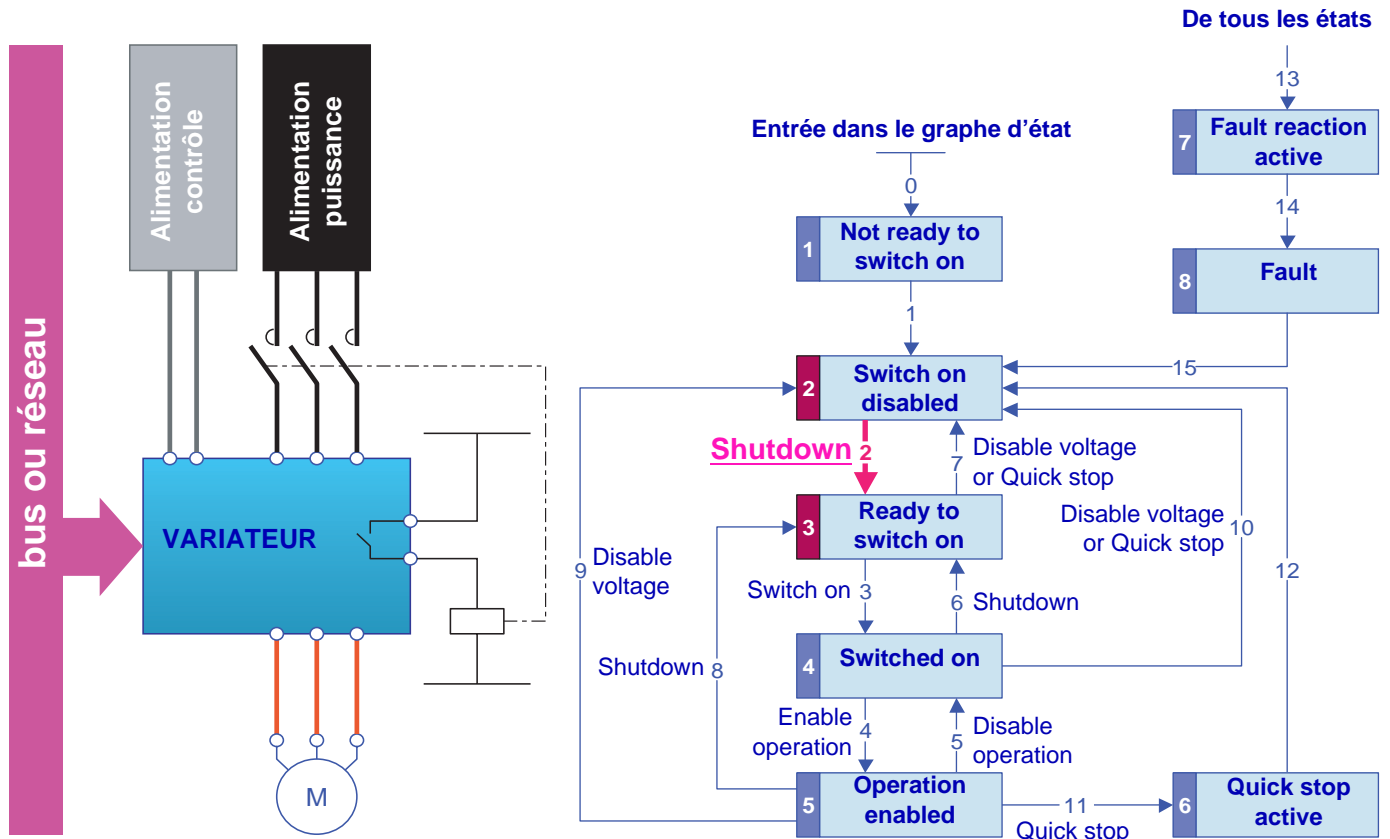 bus ou réseau
Alimentation
contrôle
Alimentation
puissance
VARIATEUR
M
De tous les états
13
7
Fault reaction
active
14
8
Fault
15
Entrée dans le graphe d’état
0
1
Not ready to
switch on
1
2
Switch on
disabled
Shutdown 2
7
Disable voltage
or Quick stop
3
Ready to
switch on
Disable voltage
or Quick stop
10
9
Disable
voltage
12
Switch on 3
6 Shutdown
Shutdown 8
4
Switched on
Enable
operation
4
5
Disable
operation
5
Operation
enabled
11
Quick stop
6
Quick stop
active